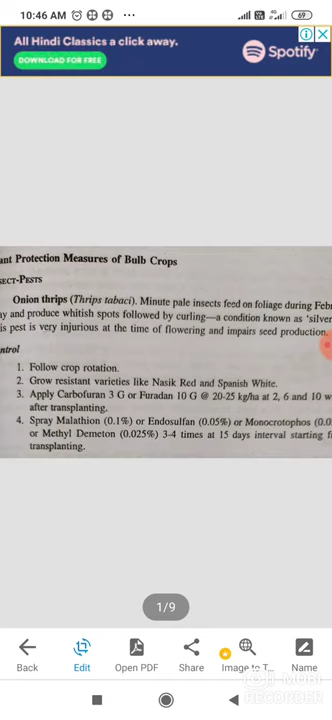 10:46 AM
69
All Hindi Classics a click away.
DOWNLOAD FOR FREE
Spotify
ant Protection Measures of Bulb Crops
SECT-PESTS
Onion thrips (Thrips tabaci). Minute pale insects feed on foliage during Febr
ay and produce whitish spots followed by curling—a condition known as 'silver
is pest is very injurious at the time of flowering and impairs seed production.
ntrol
1. Follow crop rotation.
2. Grow resistant varieties like Nasik Red and Spanish White.
3. Apply Carbofuran 3 G or Furadan 10 G @ 20-25 kg/ha at 2, 6 and 10 w
after transplanting.
4. Spray Malathion (0.1%) or Endosulfan (0.05%) or Monocrotophos (0.0
or Methyl Demeton (0.025%) 3-4 times at 15 days interval starting f
transplanting.
1/9
Back Edit Open PDF Share Image to T... Name